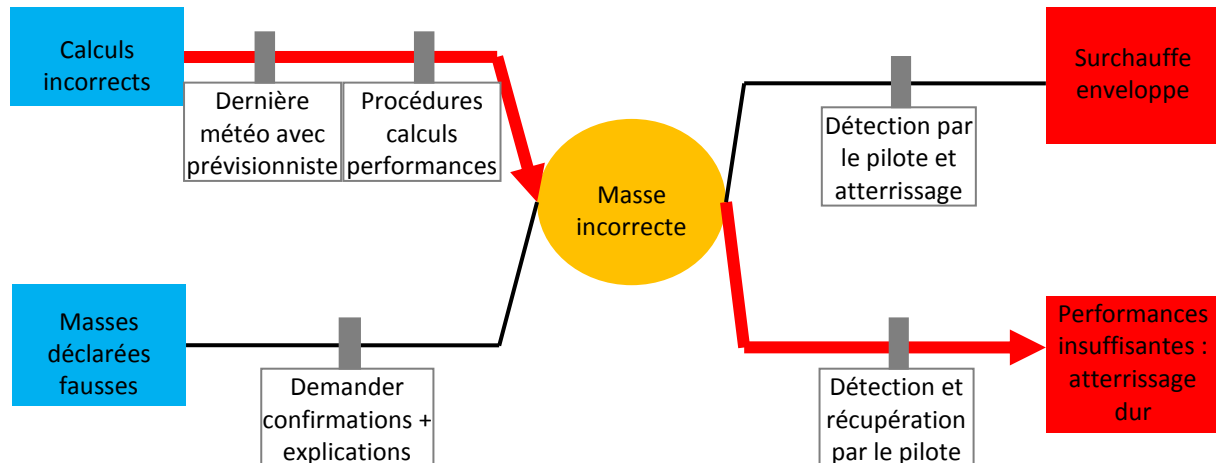 Calculs
incorrects
Dernière
météo avec
prévisionniste
Procédures
calculs
performances
Masse
incorrecte
Détection par
le pilote et
atterrissage
Surchauffe
enveloppe
Masses
déclarées
fausses
Demander
confirmations +
explications
Détection et
récupération
par le pilote
Performances
insuffisantes :
atterrissage
dur